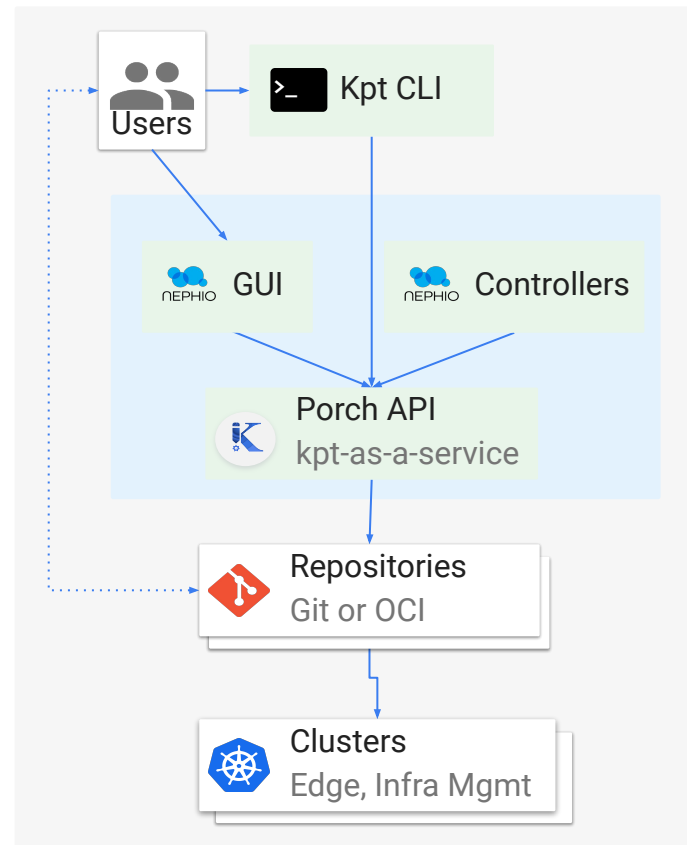 Users
>_ Kpt CLI
NEPHIO GUI
NEPHIO Controllers
Porch API
kpt-as-a-service
Repositories
Git or OCI
Clusters
Edge, Infra Mgmt